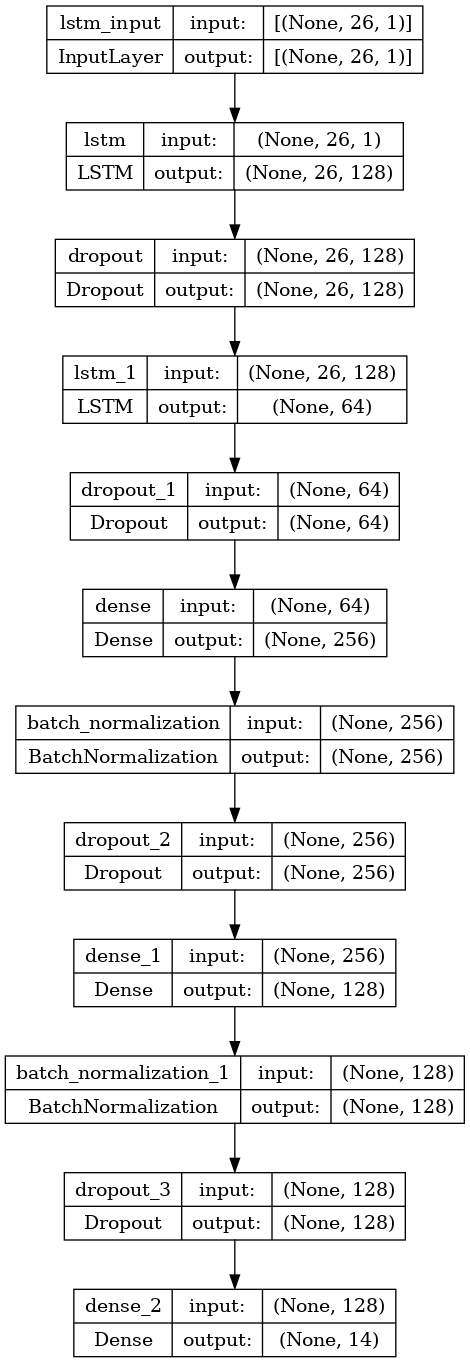 lstm_input input: [(None, 26, 1)]
InputLayer output: [(None, 26, 1)]
lstm input: (None, 26, 1)
LSTM output: (None, 26, 128)
dropout input: (None, 26, 128)
Dropout output: (None, 26, 128)
lstm_1 input: (None, 26, 128)
LSTM output: (None, 64)
dropout_1 input: (None, 64)
Dropout output: (None, 64)
dense input: (None, 64)
Dense output: (None, 256)
batch_normalization input: (None, 256)
BatchNormalization output: (None, 256)
dropout_2 input: (None, 256)
Dropout output: (None, 256)
dense_1 input: (None, 256)
Dense output: (None, 128)
batch_normalization_1 input: (None, 128)
BatchNormalization output: (None, 128)
dropout_3 input: (None, 128)
Dropout output: (None, 128)
dense_2 input: (None, 128)
Dense output: (None, 14)